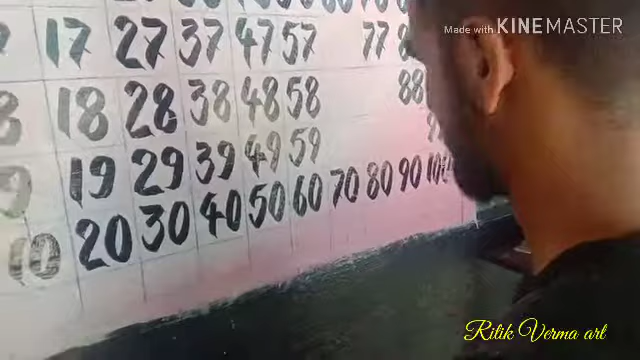 Made with KINEMASTER
17 27 37 47 57 77
18 28 38 48 58 88
19 29 39 49 59
10 20 30 40 50 60 70 80 90 100
Ritik Verma art